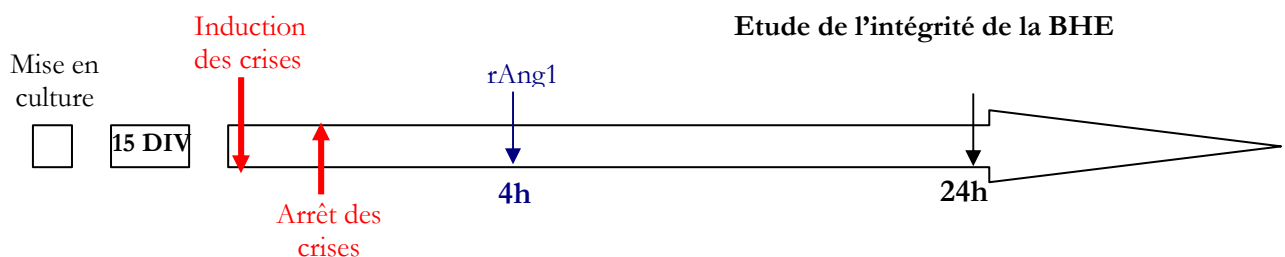 Induction
des crises
Etude de l'intégrité de la BHE
Mise en
culture
rAng1
15 DIV
4h
24h
Arrêt des
crises